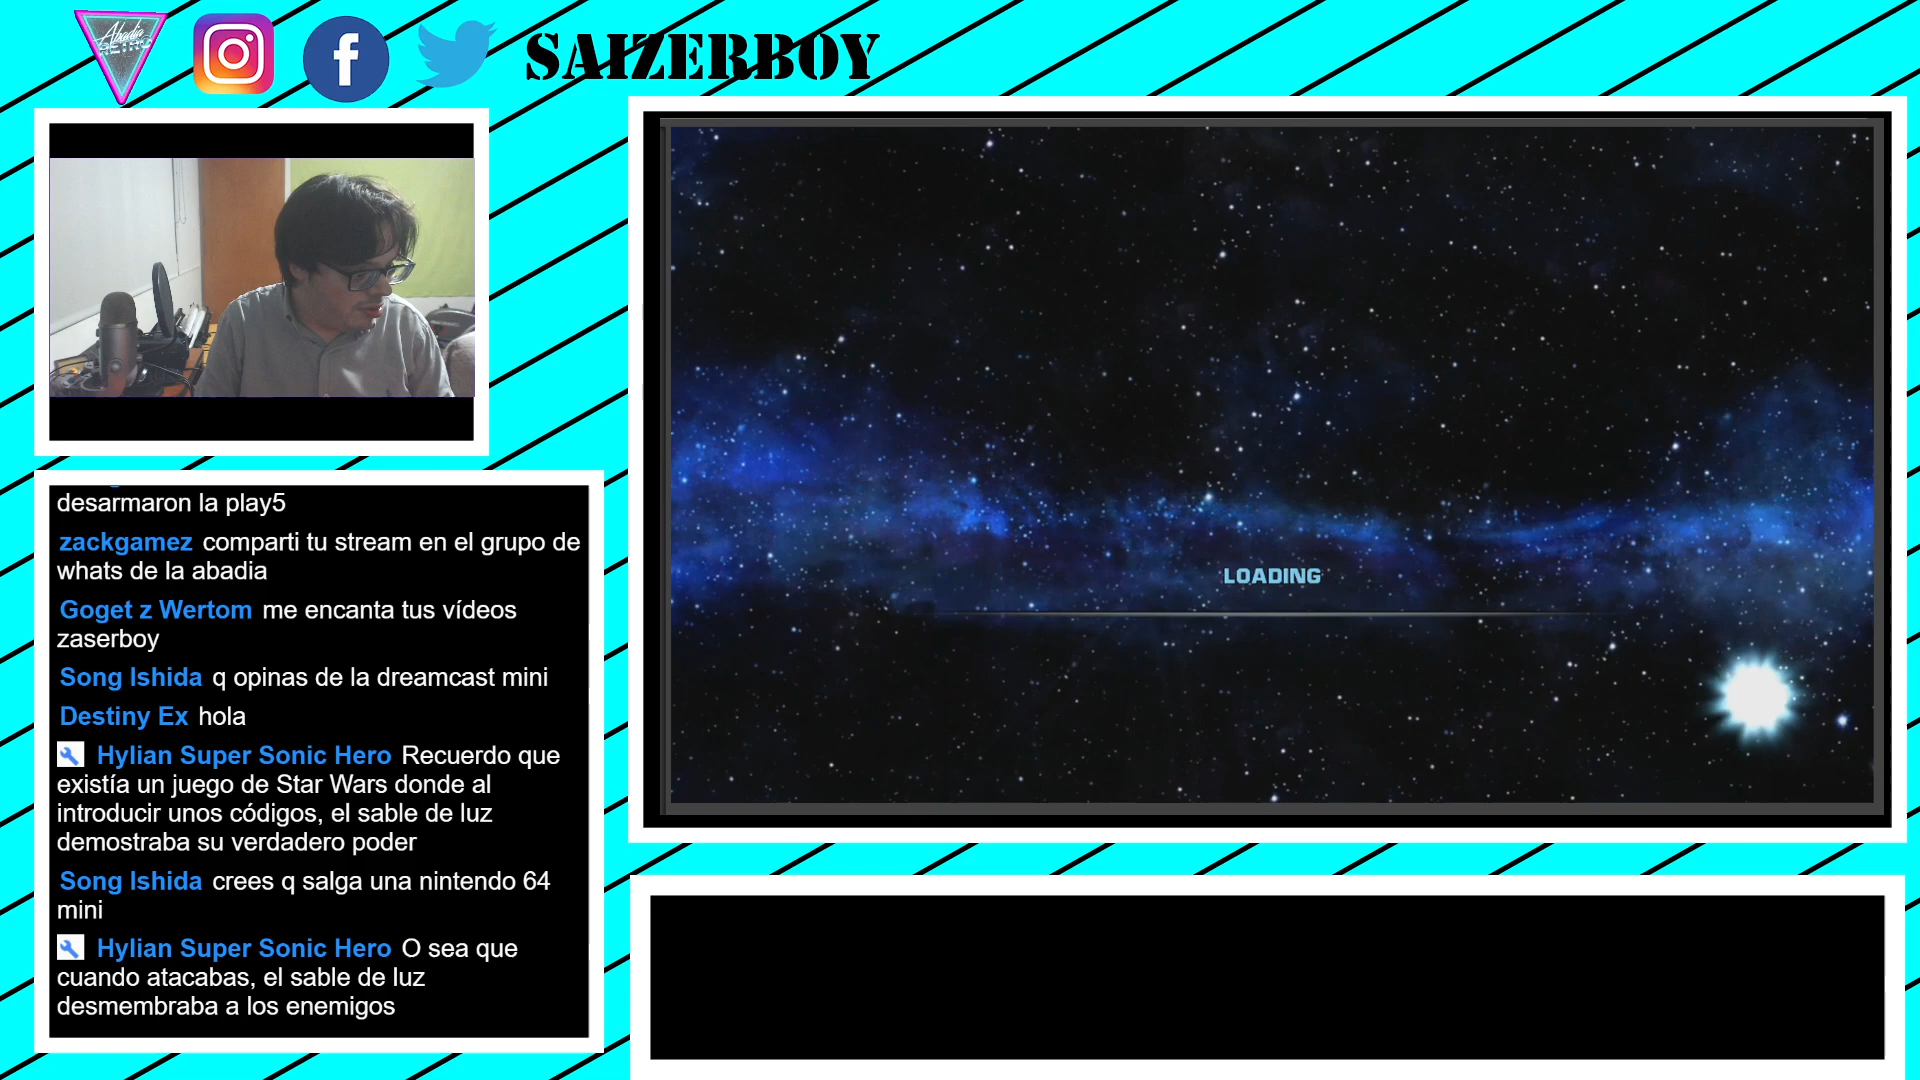 Abadia
RETRO
SAIZERBOY
desarmaron la play5
zackgamez comparti tu stream en el grupo de
whats de la abadia
Goget z Wertom me encanta tus vídeos
zaserboy
Song Ishida q opinas de la dreamcast mini
Destiny Ex hola
Hylian Super Sonic Hero Recuerdo que
existía un juego de Star Wars donde al
introducir unos códigos, el sable de luz
demostraba su verdadero poder
Song Ishida crees q salga una nintendo 64
mini
Hylian Super Sonic Hero O sea que
cuando atacabas, el sable de luz
desmembraba a los enemigos
LOADING